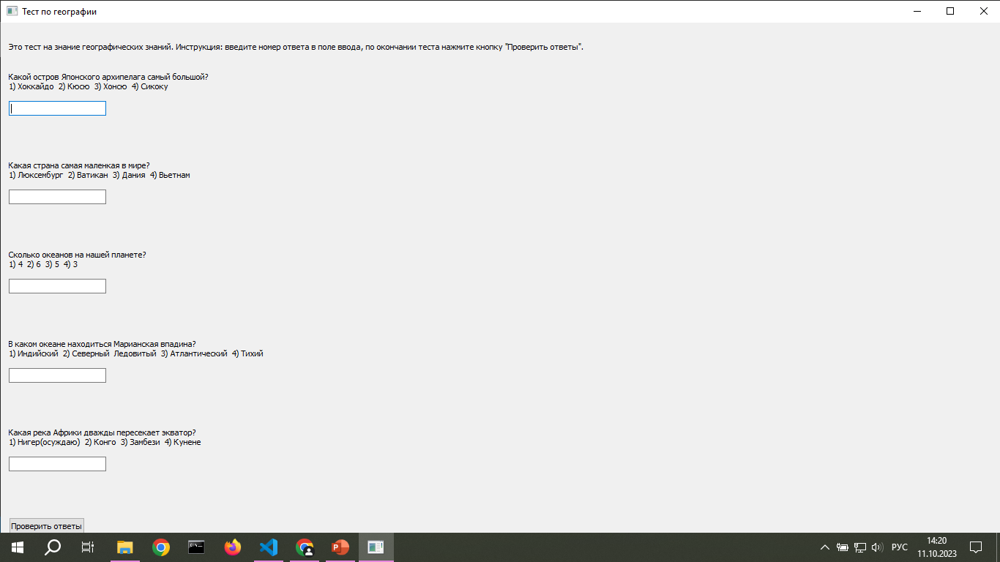 Тест по географии
Это тест на знание географических знаний. Инструкция: введите номер ответа в поле ввода, по окончании теста нажмите кнопку "Проверить ответы".
Какой остров Японского архипелага самый большой?
1) Хоккайдо 2) Кюсю 3) Хонсю 4) Сикоку
Какая страна самая маленкая в мире?
1) Люксембург 2) Ватикан 3) Дания 4) Вьетнам
Сколько океанов на нашей планете?
1) 4 2) 6 3) 5 4) 3
В каком океане находиться Марианская впадина?
1) Индийский 2) Северный Ледовитый 3) Атлантический 4) Тихий
Какая река Африки дважды пересекает экватор?
1) Нигер(осуждаю) 2) Конго 3) Замбези 4) Кунене
Проверить ответы
РУС
14:20
11.10.2023